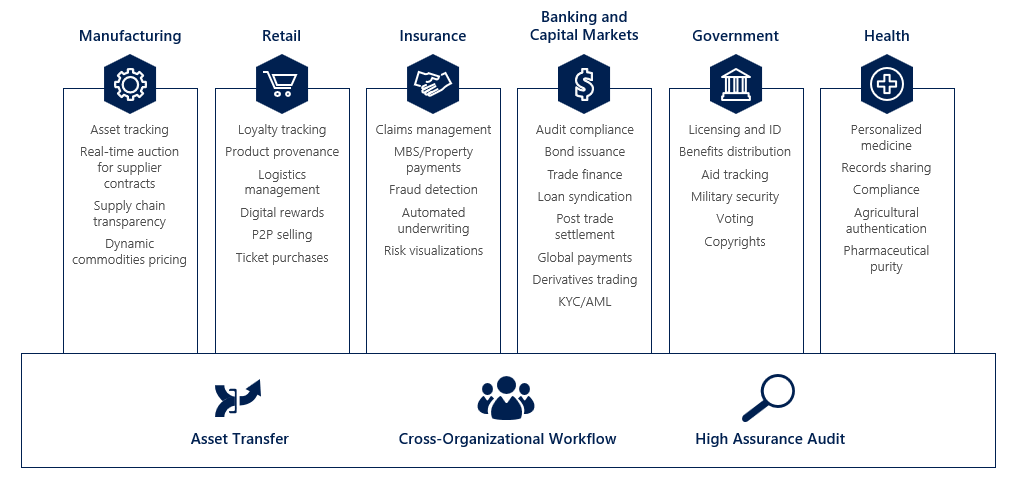 Manufacturing
Asset tracking
Real-time auction
for supplier
contracts
Supply chain
transparency
Dynamic
commodities pricing
Retail
Loyalty tracking
Product provenance
Logistics
management
Digital rewards
P2P selling
Ticket purchases
Insurance
Claims management
MBS/Property
payments
Fraud detection
Automated
underwriting
Risk visualizations
Banking and
Capital Markets
Audit compliance
Bond issuance
Trade finance
Loan syndication
Post trade
settlement
Global payments
Derivatives trading
KYC/AML
Government
Licensing and ID
Benefits distribution
Aid tracking
Military security
Voting
Copyrights
Health
Personalized
medicine
Records sharing
Compliance
Agricultural
authentication
Pharmaceutical
purity
Asset Transfer
Cross-Organizational Workflow
High Assurance Audit